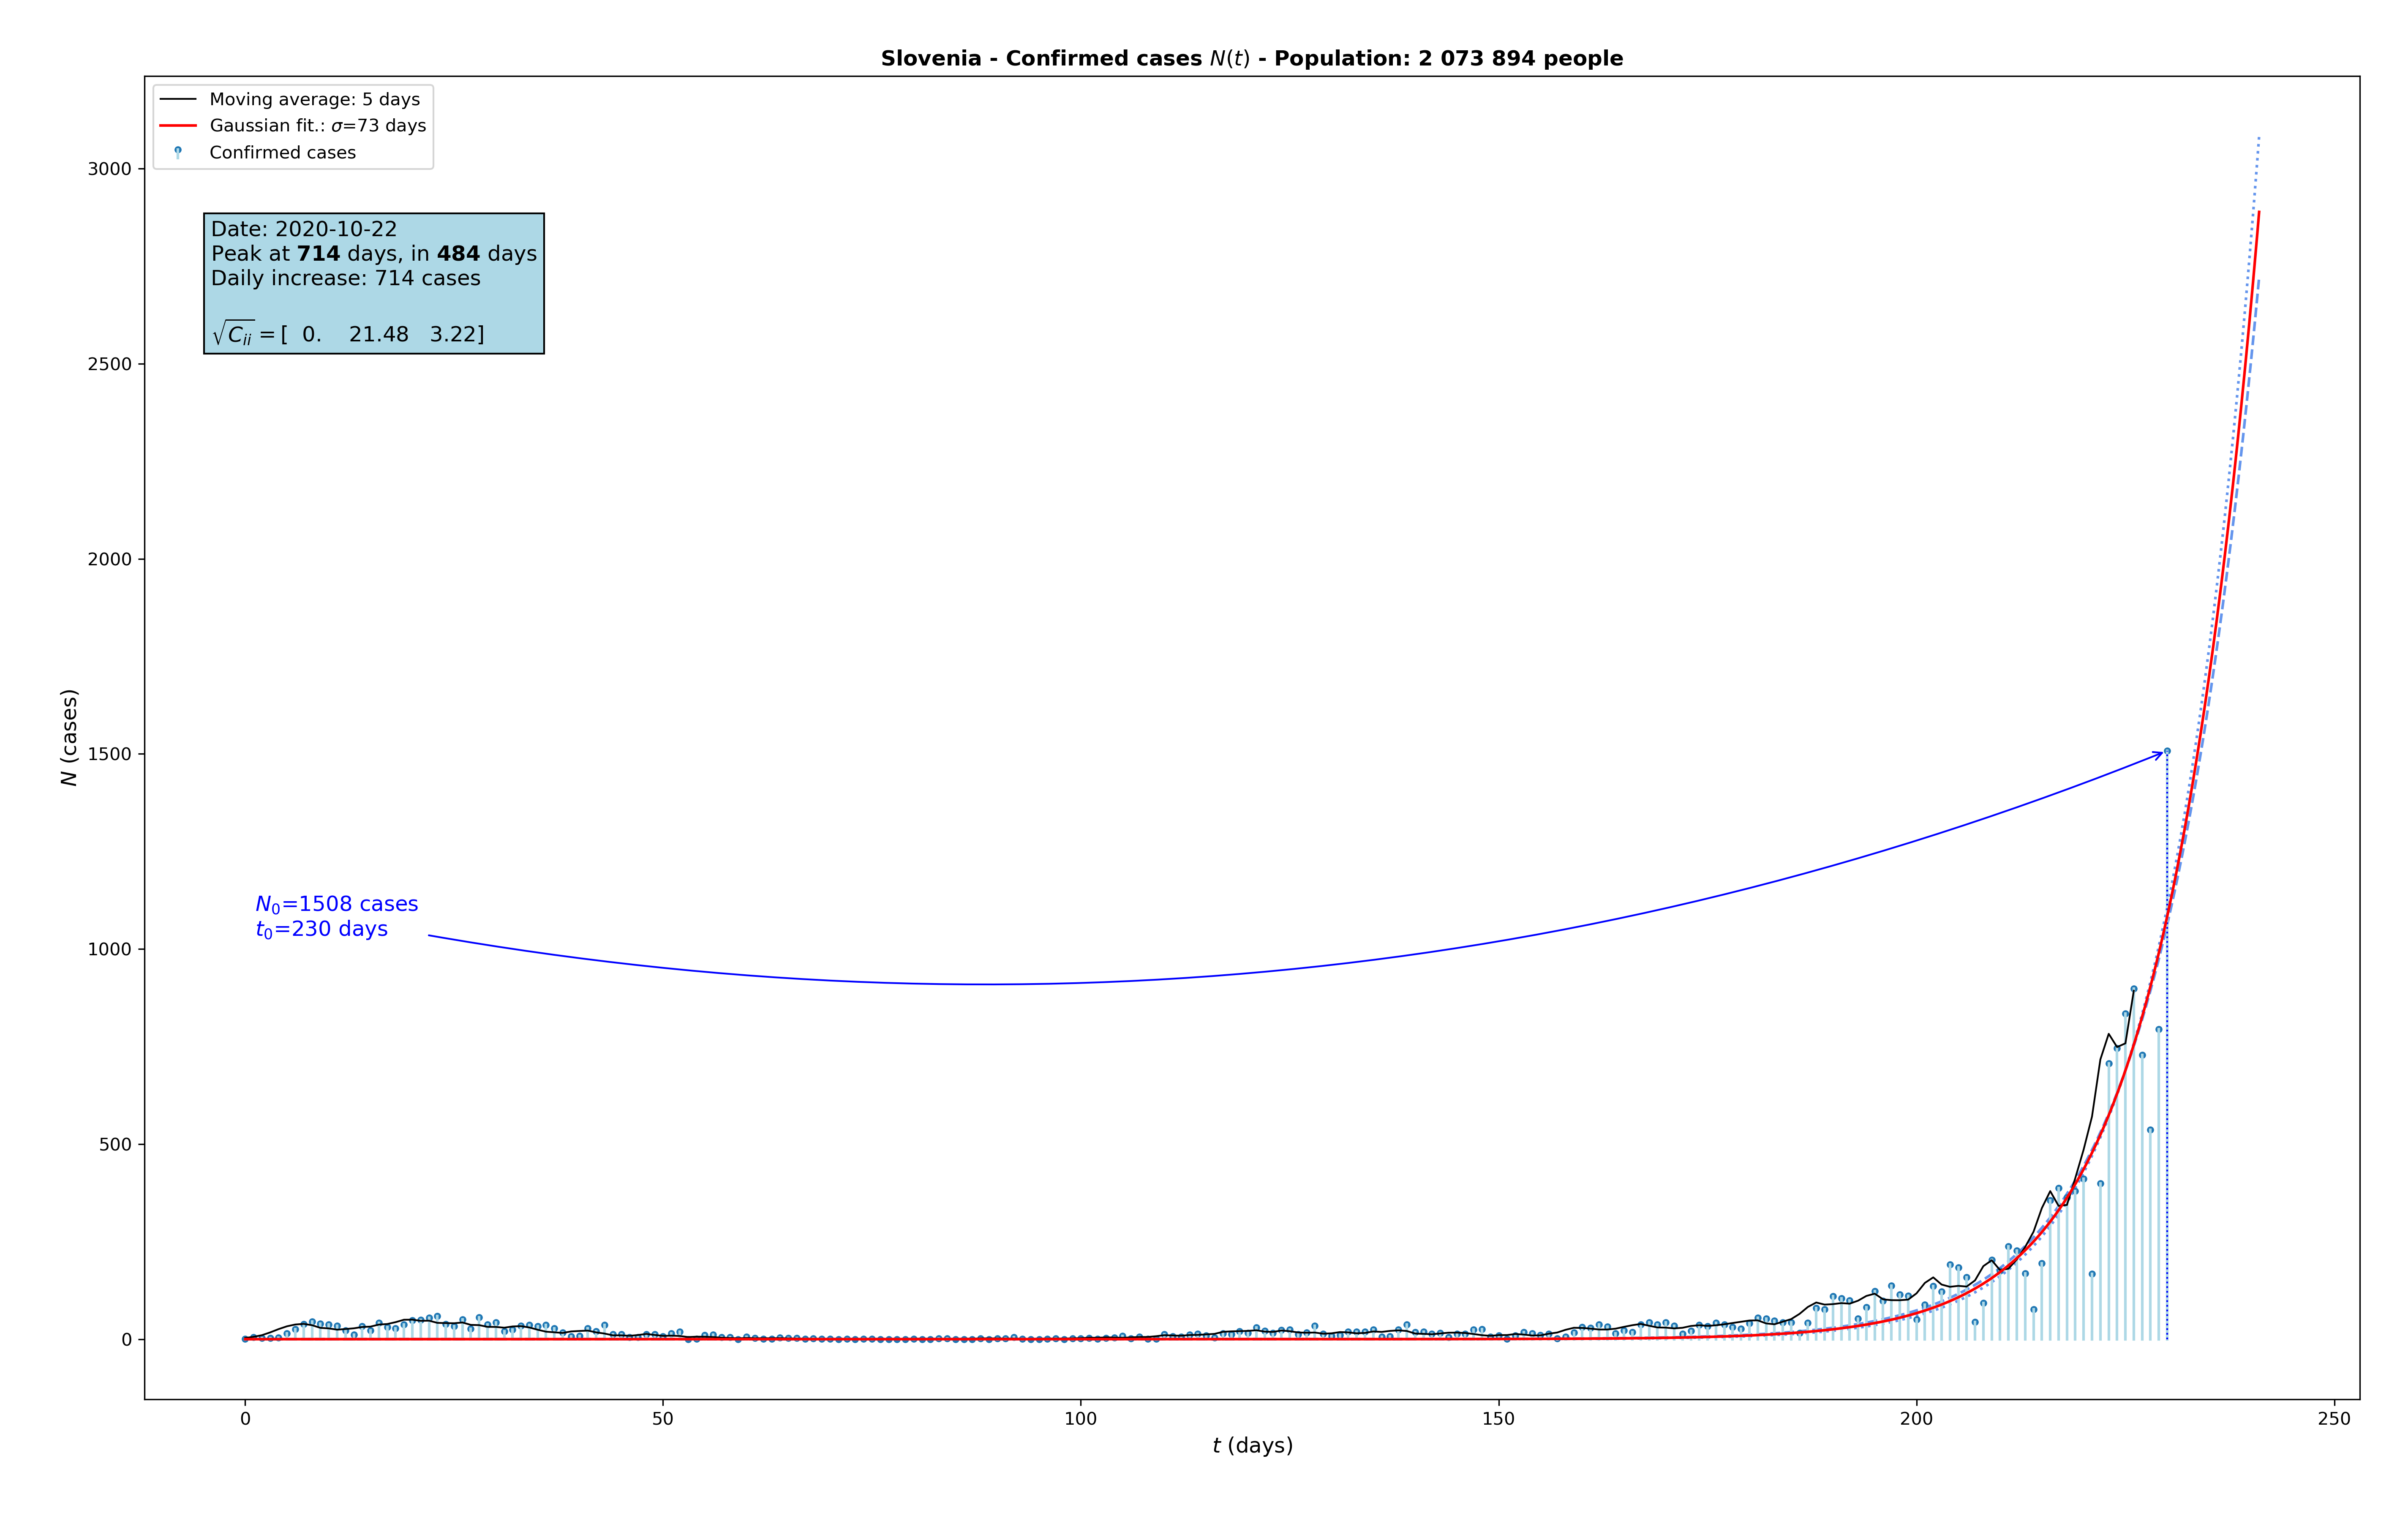 Slovenia - Confirmed cases N(t) - Population: 2 073 894 people
Moving average: 5 days
Gaussian fit.: σ=73 days
Confirmed cases
Date: 2020-10-22
Peak at 714 days, in 484 days
Daily increase: 714 cases
√C_ii = [ 0. 21.48 3.22]
N₀=1508 cases
t₀=230 days
3000
2500
2000
1500
1000
500
0
N (cases)
0 50 100 150 200 250
t (days)